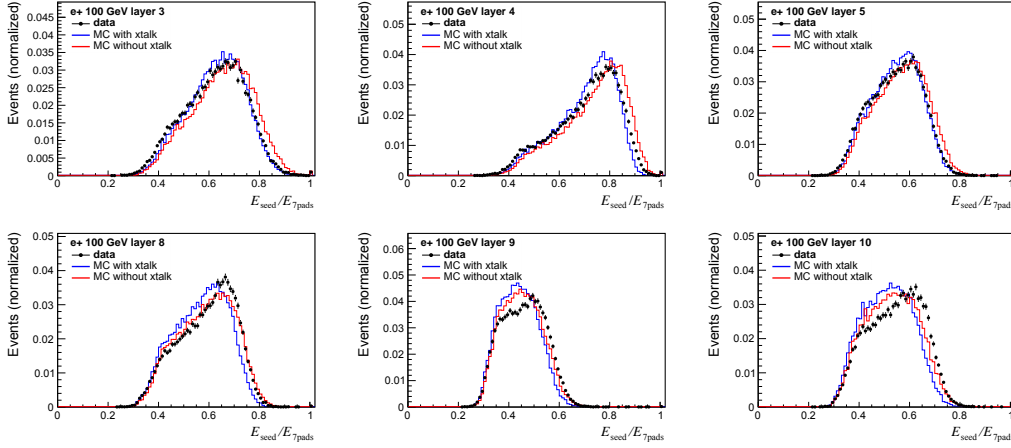 e+ 100 GeV layer 3
data
MC with xtalk
MC without xtalk
Events (normalized)
0.045
0.04
0.035
0.03
0.025
0.02
0.015
0.01
0.005
0
0 0.2 0.4 0.6 0.8 1
E_seed/E_7pads
e+ 100 GeV layer 4
data
MC with xtalk
MC without xtalk
Events (normalized)
0.05
0.04
0.03
0.02
0.01
0
0 0.2 0.4 0.6 0.8 1
E_seed/E_7pads
e+ 100 GeV layer 5
data
MC with xtalk
MC without xtalk
Events (normalized)
0.05
0.04
0.03
0.02
0.01
0
0 0.2 0.4 0.6 0.8 1
E_seed/E_7pads
e+ 100 GeV layer 8
data
MC with xtalk
MC without xtalk
Events (normalized)
0.05
0.04
0.03
0.02
0.01
0
0 0.2 0.4 0.6 0.8 1
E_seed/E_7pads
e+ 100 GeV layer 9
data
MC with xtalk
MC without xtalk
Events (normalized)
0.06
0.05
0.04
0.03
0.02
0.01
0
0 0.2 0.4 0.6 0.8 1
E_seed/E_7pads
e+ 100 GeV layer 10
data
MC with xtalk
MC without xtalk
Events (normalized)
0.05
0.04
0.03
0.02
0.01
0
0 0.2 0.4 0.6 0.8 1
E_seed/E_7pads